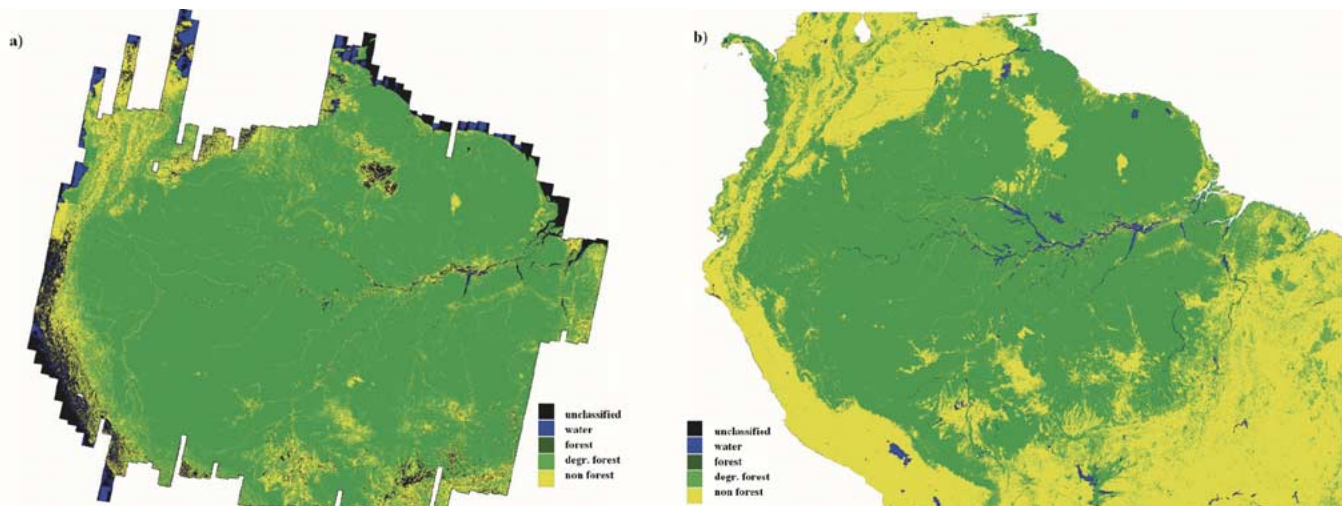 a)
unclassified
water
forest
degr. forest
non forest
b)
unclassified
water
forest
degr. forest
non forest